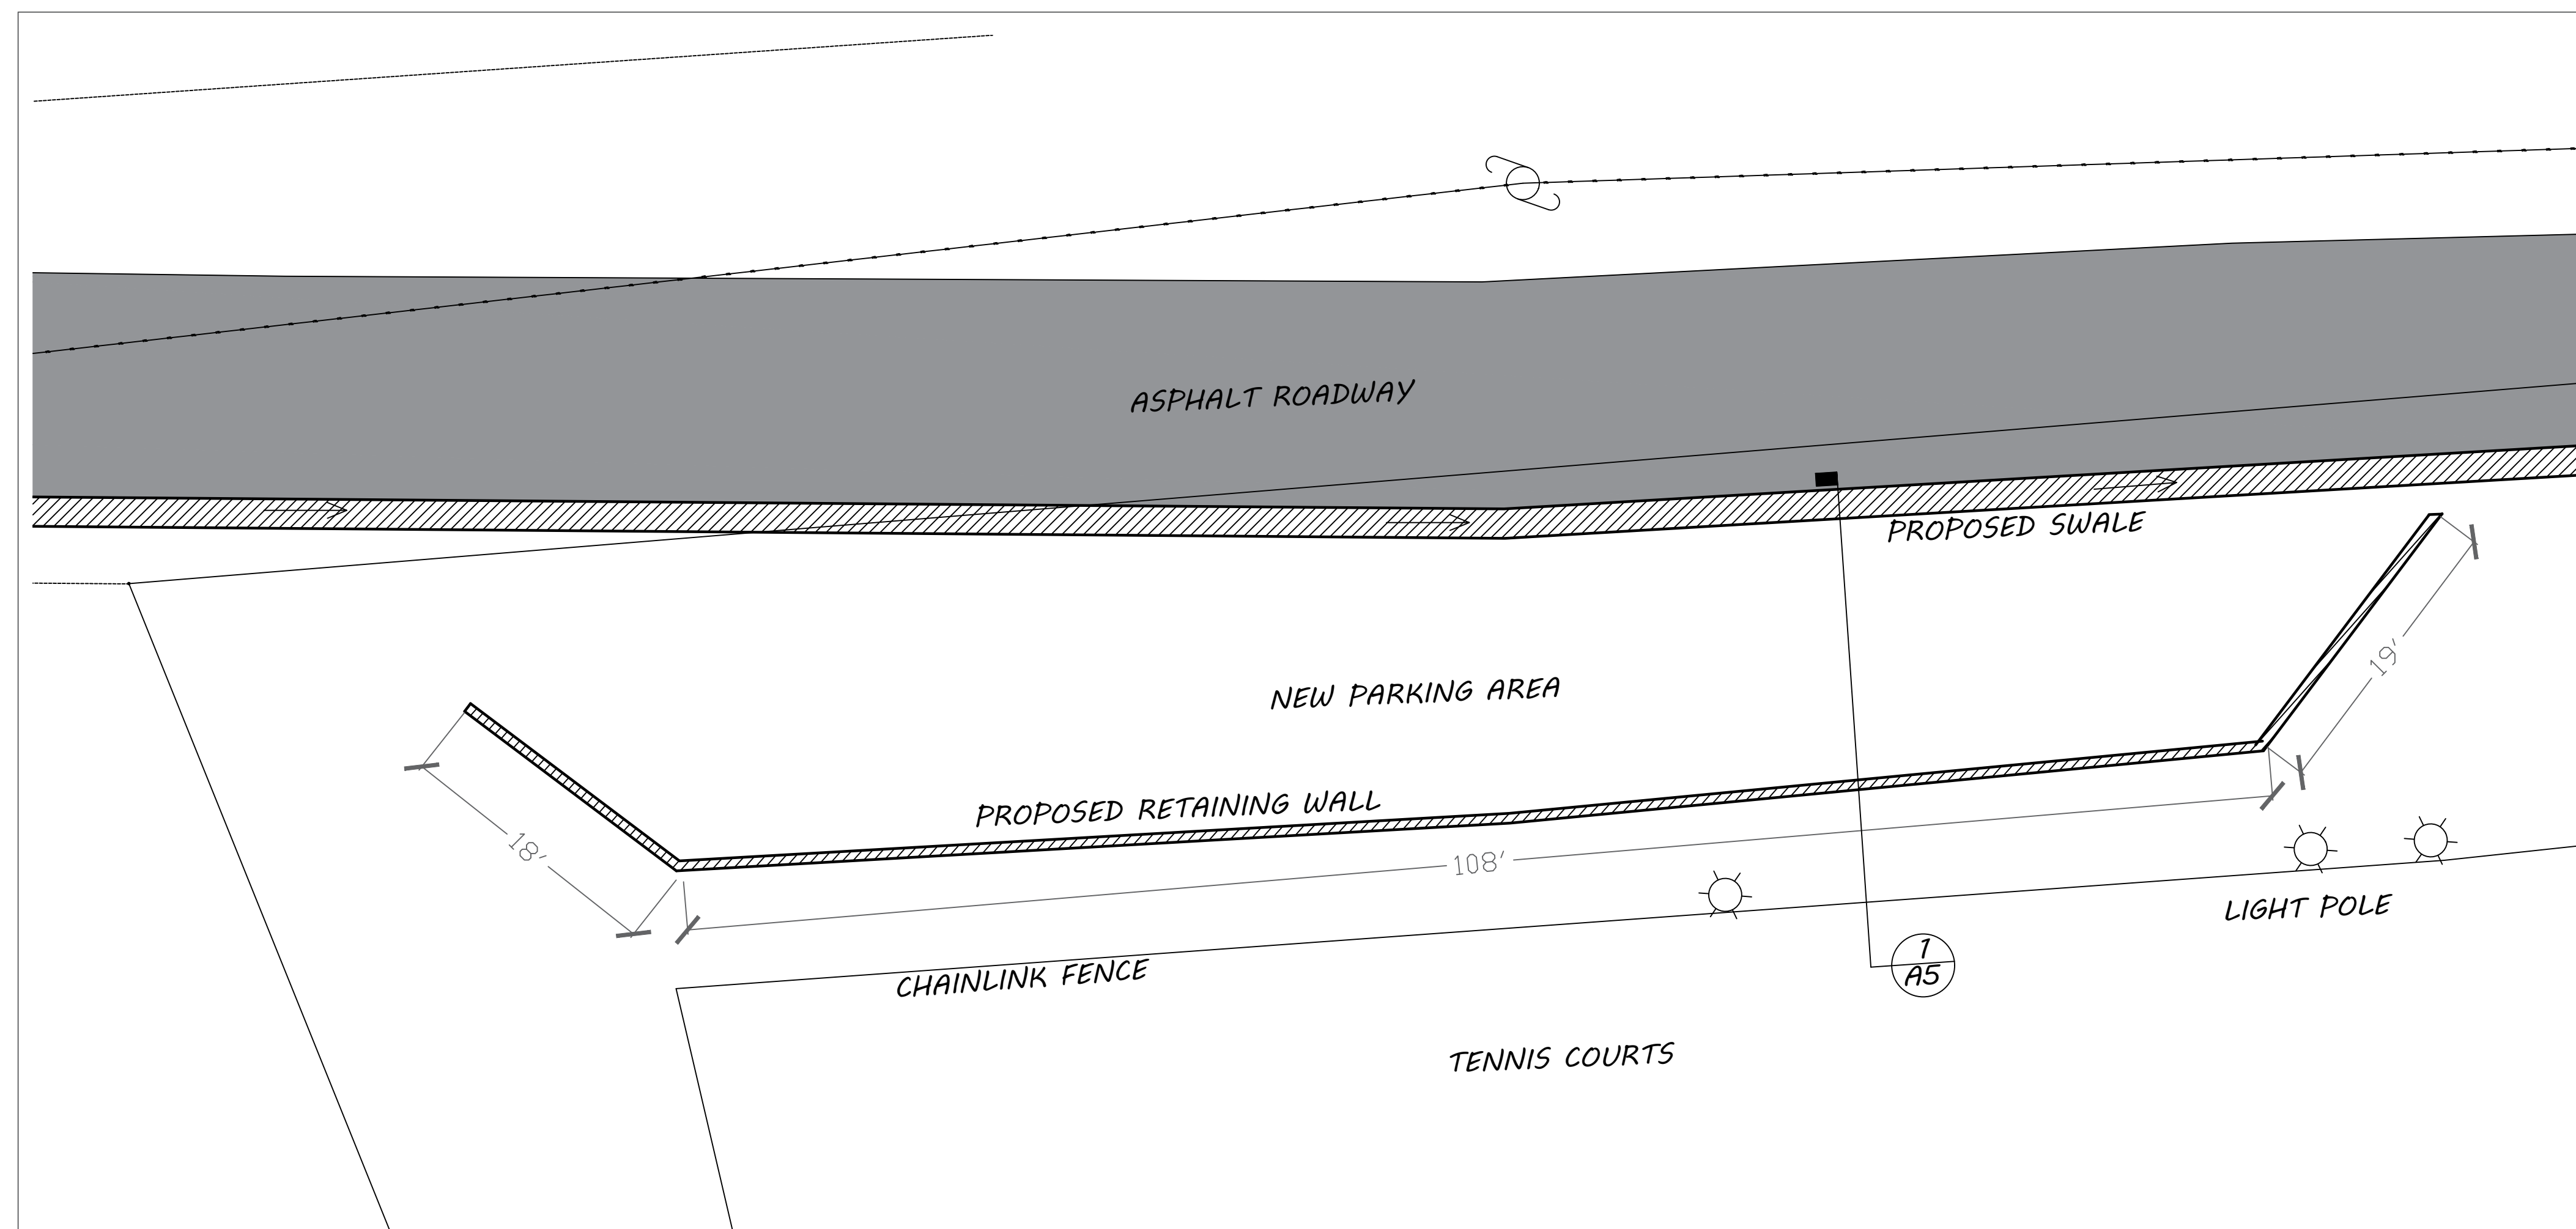 ASPHALT ROADWAY
PROPOSED SWALE
NEW PARKING AREA
19'
PROPOSED RETAINING WALL
18'
108'
LIGHT POLE
CHAINLINK FENCE
1
A5
TENNIS COURTS